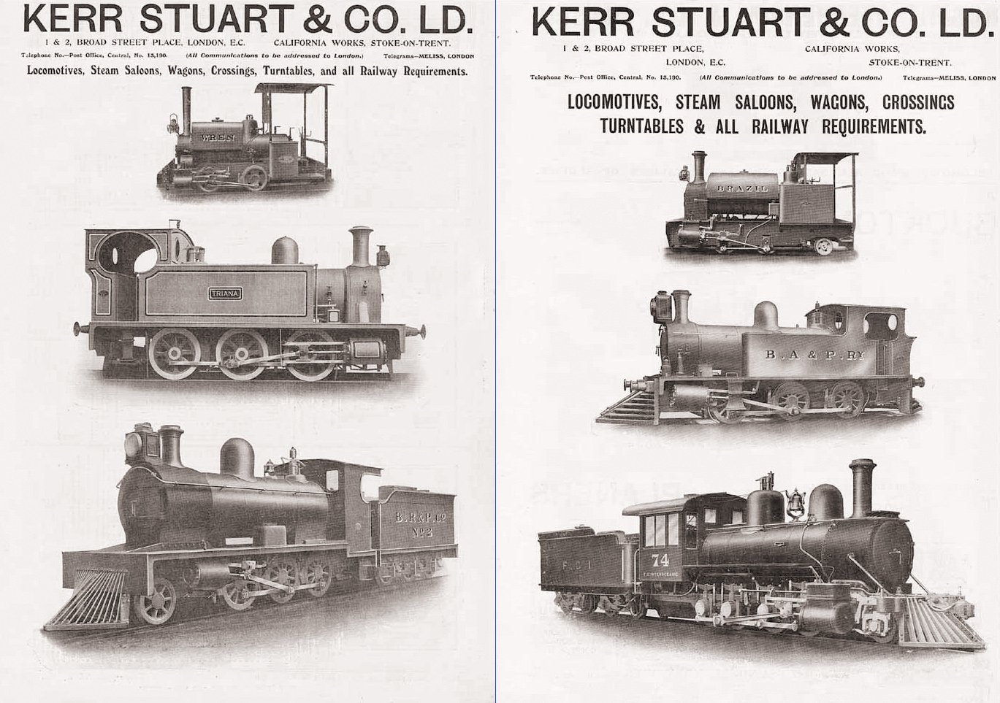 KERR STUART & CO. LD.
1 & 2, BROAD STREET PLACE, LONDON, E.C. CALIFORNIA WORKS, STOKE-ON-TRENT.
Telephone No.—Post Office, Central, No. 13,190. (All Communications to be addressed to London.) Telegrams—MELISS, LONDON
Locomotives, Steam Saloons, Wagons, Crossings, Turntables, and all Railway Requirements.
WREN
TRIANA
B.R&P.Co
No 2
KERR STUART & CO. LD.
1 & 2, BROAD STREET PLACE, CALIFORNIA WORKS,
LONDON, E.C. STOKE-ON-TRENT.
Telephone No.—Post Office, Central, No. 13,190. (All Communications to be addressed to London.) Telegrams—MELISS, LONDON
LOCOMOTIVES, STEAM SALOONS, WAGONS, CROSSINGS
TURNTABLES & ALL RAILWAY REQUIREMENTS.
BRAZIL
B.A & P.RY
F C I
74